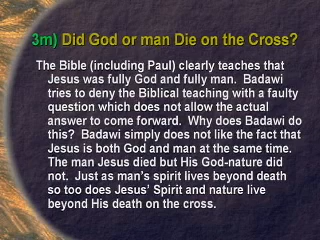 3m) Did God or man Die on the Cross?
The Bible (including Paul) clearly teaches that
Jesus was fully God and fully man.  Badawi
tries to deny the Biblical teaching with a faulty
question which does not allow the actual
answer to come forward.  Why does Badawi do
this?  Badawi simply does not like the fact that
Jesus is both God and man at the same time.
The man Jesus died but His God-nature did
not.  Just as man's spirit lives beyond death
so too does Jesus' Spirit and nature live
beyond His death on the cross.